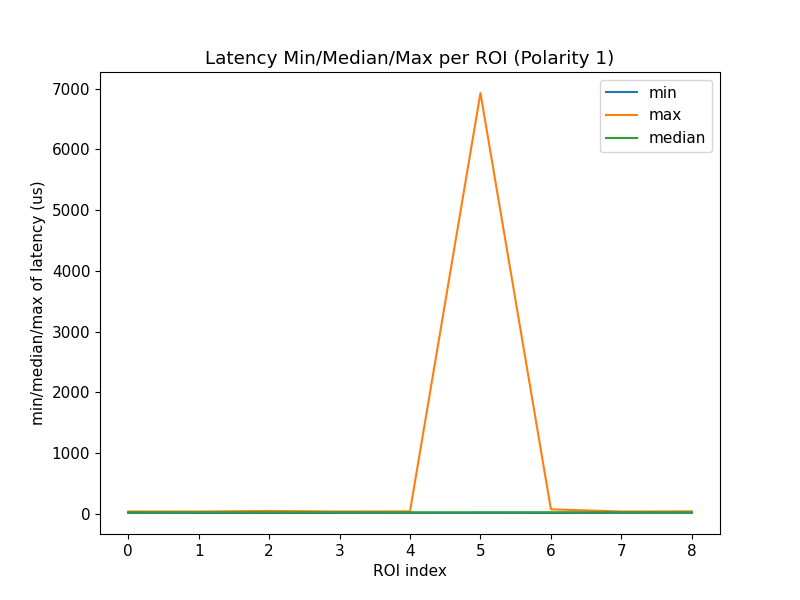 Latency Min/Median/Max per ROI (Polarity 1)
min
max
median
min/median/max of latency (us)
7000
6000
5000
4000
3000
2000
1000
0
0 1 2 3 4 5 6 7 8
ROI index